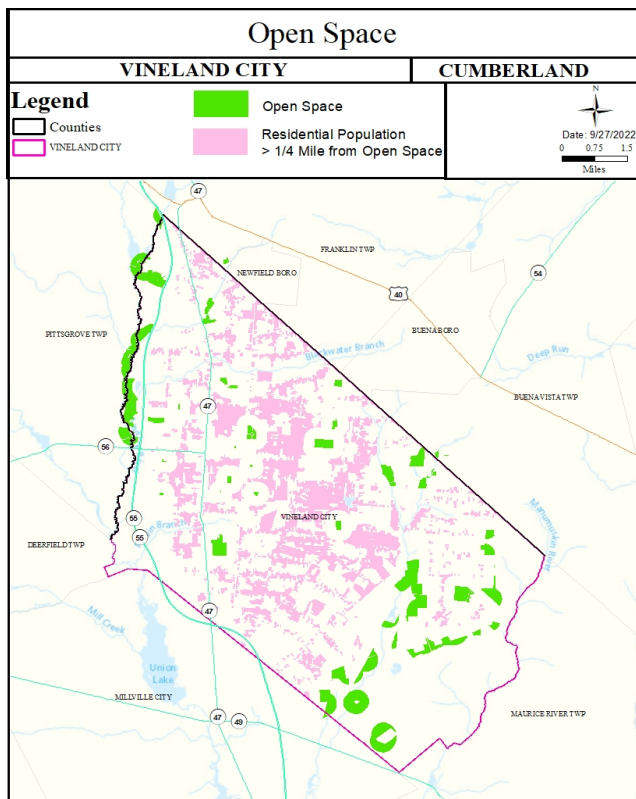 Open Space
VINELAND CITY
CUMBERLAND
Legend
Counties
VINELAND CITY
Open Space
Residential Population
> 1/4 Mile from Open Space
N
Date: 9/27/2022
0 0.75 1.5
Miles
47
FRANKLIN TWP
NEWFIELD BORO
54
40
PITTSGROVE TWP
BUENA BORO
Blackwater Branch
Deep Run
BUENA VISTA TWP
47
56
Manumuskin River
55
VINELAND CITY
Branch
55
DEERFIELD TWP
47
Mill Creek
Union
Lake
MILLVILLE CITY
47
49
MAURICE RIVER TWP